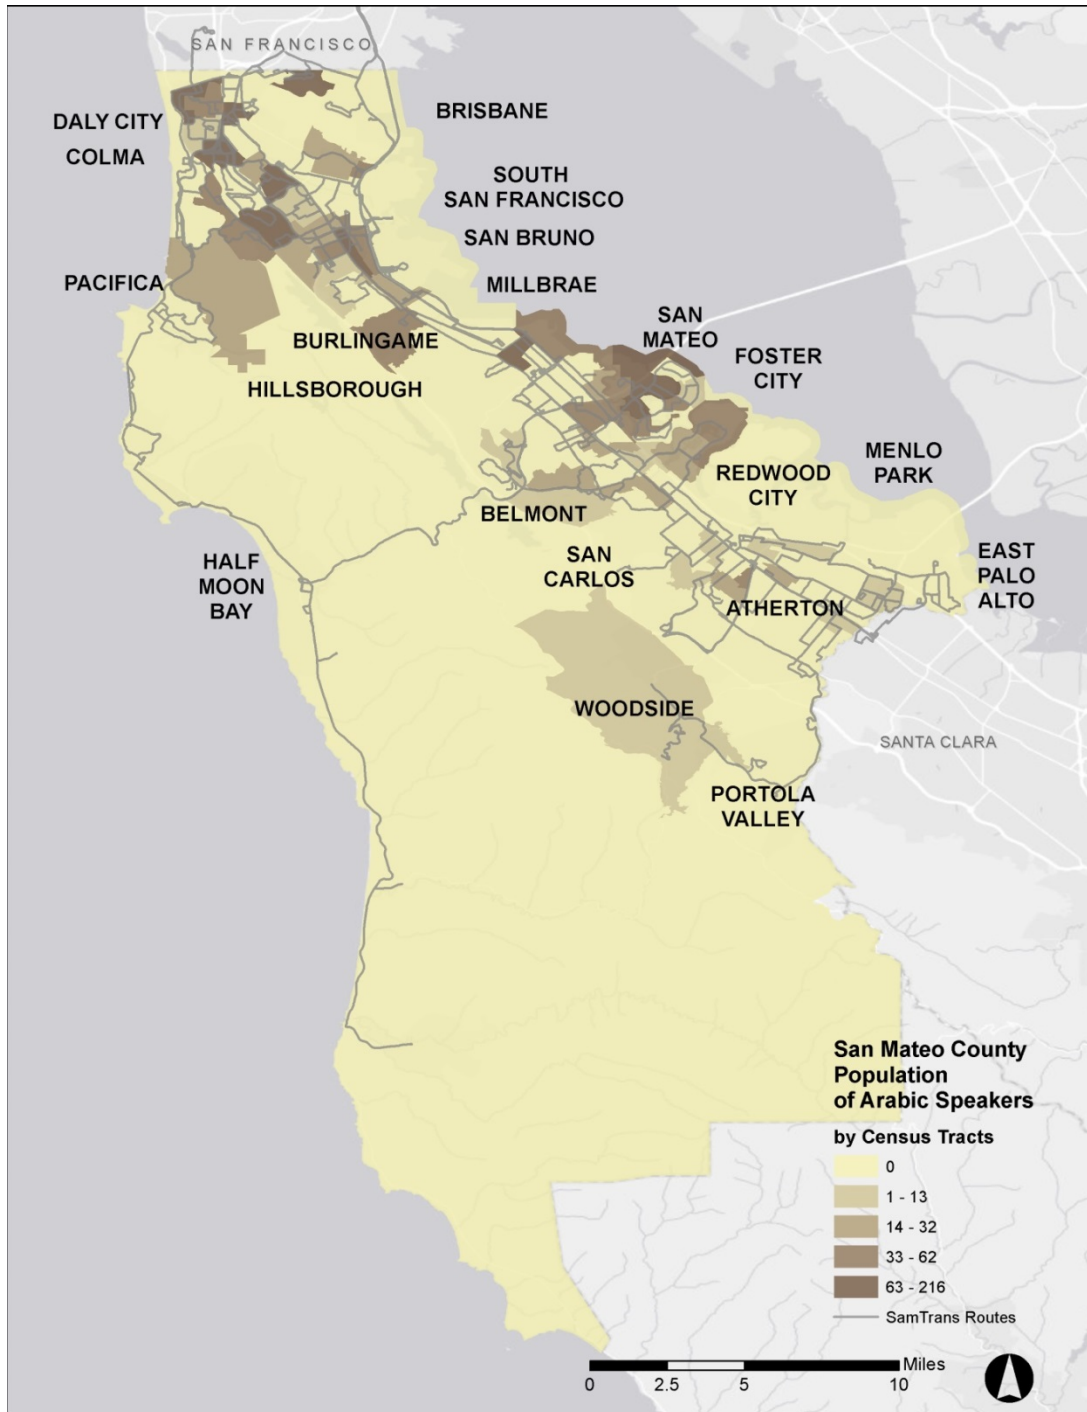 SAN FRANCISCO
BRISBANE
DALY CITY
COLMA
SOUTH
SAN FRANCISCO
SAN BRUNO
PACIFICA
MILLBRAE
BURLINGAME
SAN
MATEO
HILLSBOROUGH
FOSTER
CITY
MENLO
PARK
REDWOOD
CITY
BELMONT
HALF
MOON
BAY
SAN
CARLOS
EAST
PALO
ALTO
ATHERTON
WOODSIDE
SANTA CLARA
PORTOLA
VALLEY
San Mateo County
Population
of Arabic Speakers
by Census Tracts
0
1 - 13
14 - 32
33 - 62
63 - 216
SamTrans Routes
Miles
0 2.5 5 10